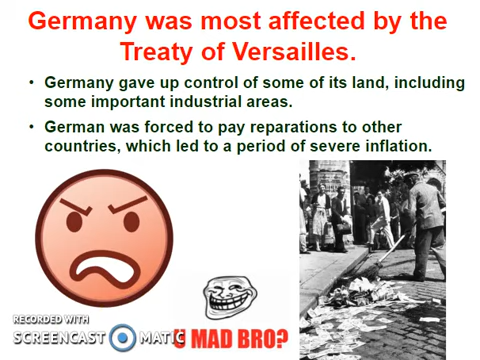 Germany was most affected by the
Treaty of Versailles.
• Germany gave up control of some of its land, including
some important industrial areas.
• German was forced to pay reparations to other
countries, which led to a period of severe inflation.
U MAD BRO?
RECORDED WITH
SCREENCAST MATIC